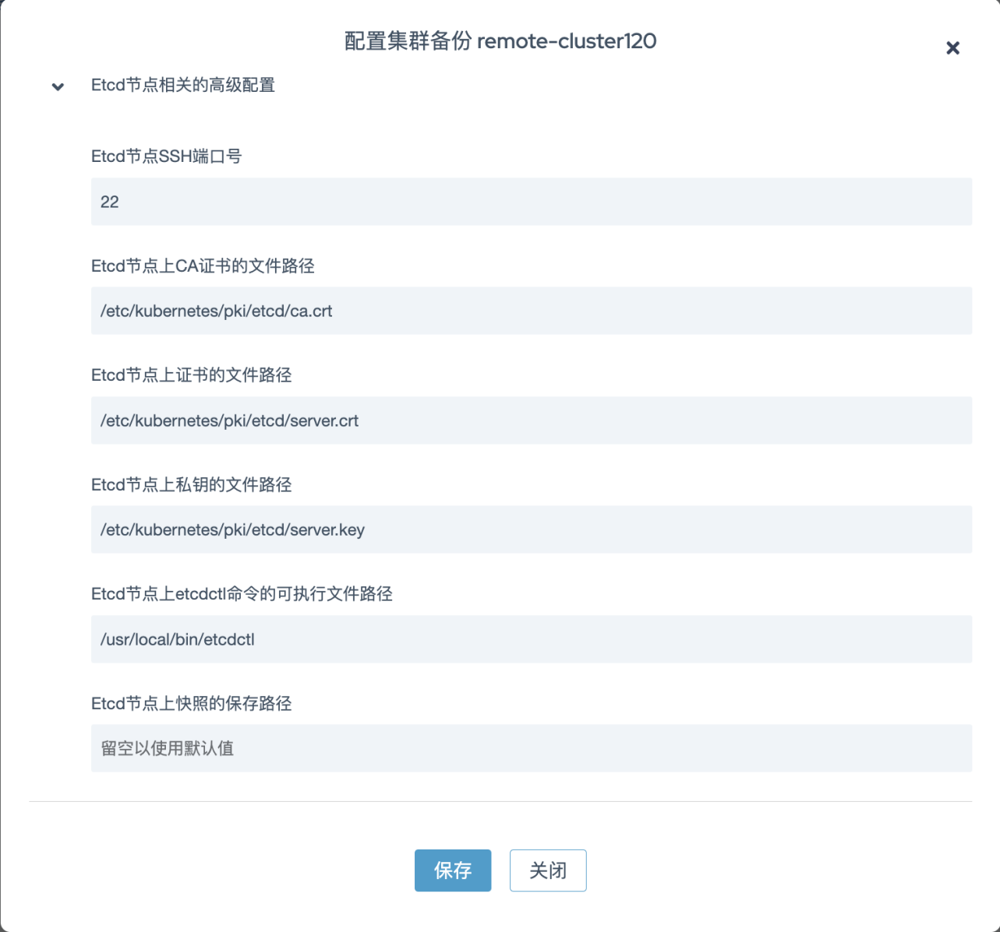 配置集群备份 remote-cluster120
Etcd节点相关的高级配置
Etcd节点SSH端口号
22
Etcd节点上CA证书的文件路径
/etc/kubernetes/pki/etcd/ca.crt
Etcd节点上证书的文件路径
/etc/kubernetes/pki/etcd/server.crt
Etcd节点上私钥的文件路径
/etc/kubernetes/pki/etcd/server.key
Etcd节点上etcdctl命令的可执行文件路径
/usr/local/bin/etcdctl
Etcd节点上快照的保存路径
留空以使用默认值
保存 关闭